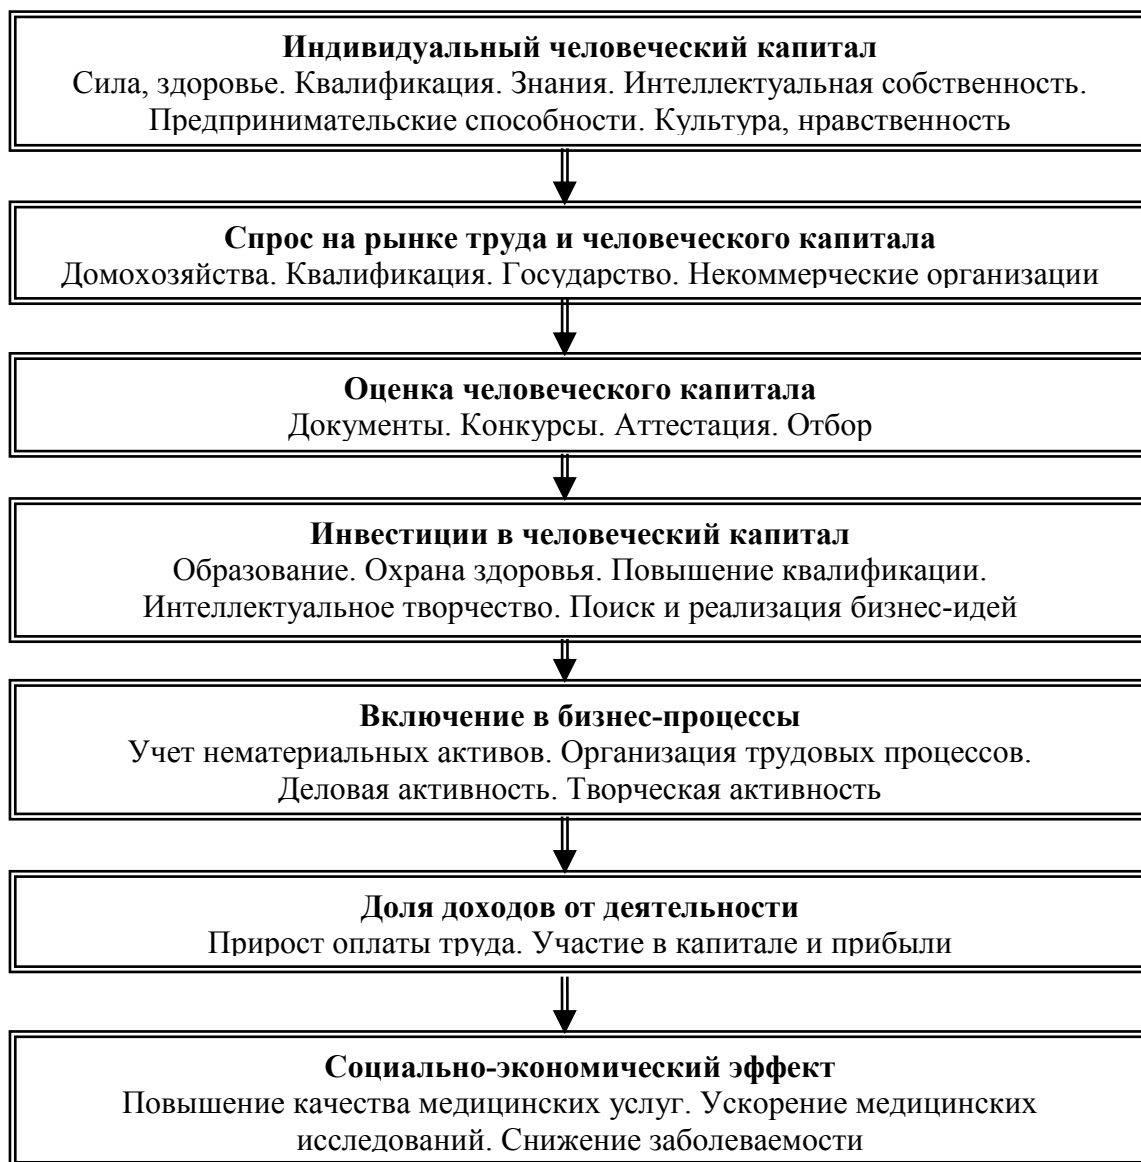 Индивидуальный человеческий капитал
Сила, здоровье. Квалификация. Знания. Интеллектуальная собственность.
Предпринимательские способности. Культура, нравственность
Спрос на рынке труда и человеческого капитала
Домохозяйства. Квалификация. Государство. Некоммерческие организации
Оценка человеческого капитала
Документы. Конкурсы. Аттестация. Отбор
Инвестиции в человеческий капитал
Образование. Охрана здоровья. Повышение квалификации.
Интеллектуальное творчество. Поиск и реализация бизнес-идей
Включение в бизнес-процессы
Учет нематериальных активов. Организация трудовых процессов.
Деловая активность. Творческая активность
Доля доходов от деятельности
Прирост оплаты труда. Участие в капитале и прибыли
Социально-экономический эффект
Повышение качества медицинских услуг. Ускорение медицинских
исследований. Снижение заболеваемости